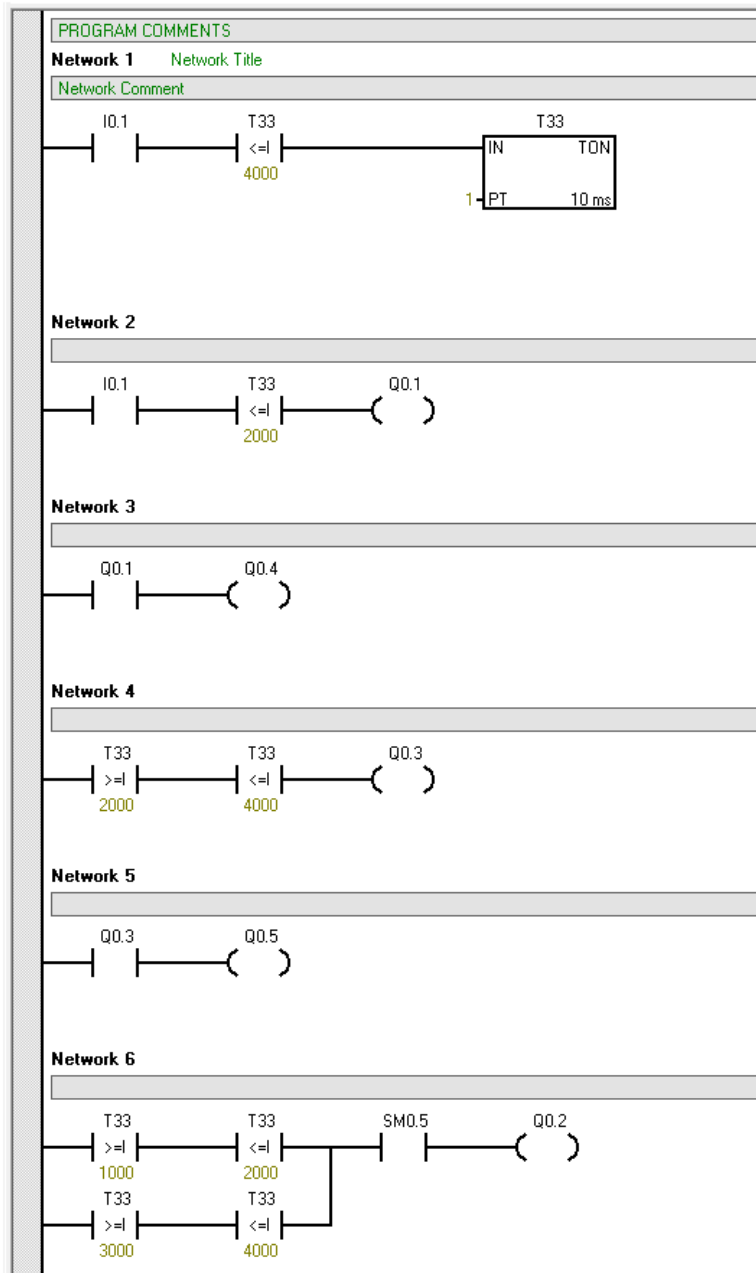 PROGRAM COMMENTS
Network 1 Network Title
Network Comment
I0.1 T33 T33
<=I IN TON
4000
1 PT 10 ms
Network 2
I0.1 T33 Q0.1
<=I
2000
Network 3
Q0.1 Q0.4
Network 4
T33 T33 Q0.3
>=I <=I
2000 4000
Network 5
Q0.3 Q0.5
Network 6
T33 T33 SM0.5 Q0.2
>=I <=I
1000 2000
T33 T33
>=I <=I
3000 4000